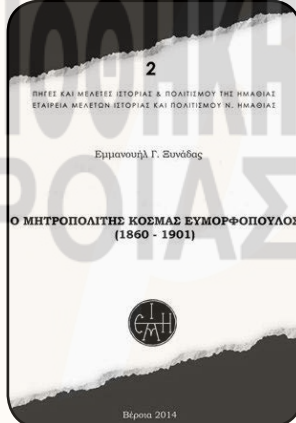 2
ΠΗΓΕΣ ΚΑΙ ΜΕΛΕΤΕΣ ΙΣΤΟΡΙΑΣ & ΠΟΛΙΤΙΣΜΟΥ ΤΗΣ ΗΜΑΘΙΑΣ
ΕΤΑΙΡΕΙΑ ΜΕΛΕΤΩΝ ΙΣΤΟΡΙΑΣ ΚΑΙ ΠΟΛΙΤΙΣΜΟΥ Ν. ΗΜΑΘΙΑΣ
Εμμανουήλ Γ. Ξυνάδας
Ο ΜΗΤΡΟΠΟΛΙΤΗΣ ΚΟΣΜΑΣ ΕΥΜΟΡΦΟΠΟΥΛΟΣ
(1860 - 1901)
ΕΙΜΗ
Βέροια 2014